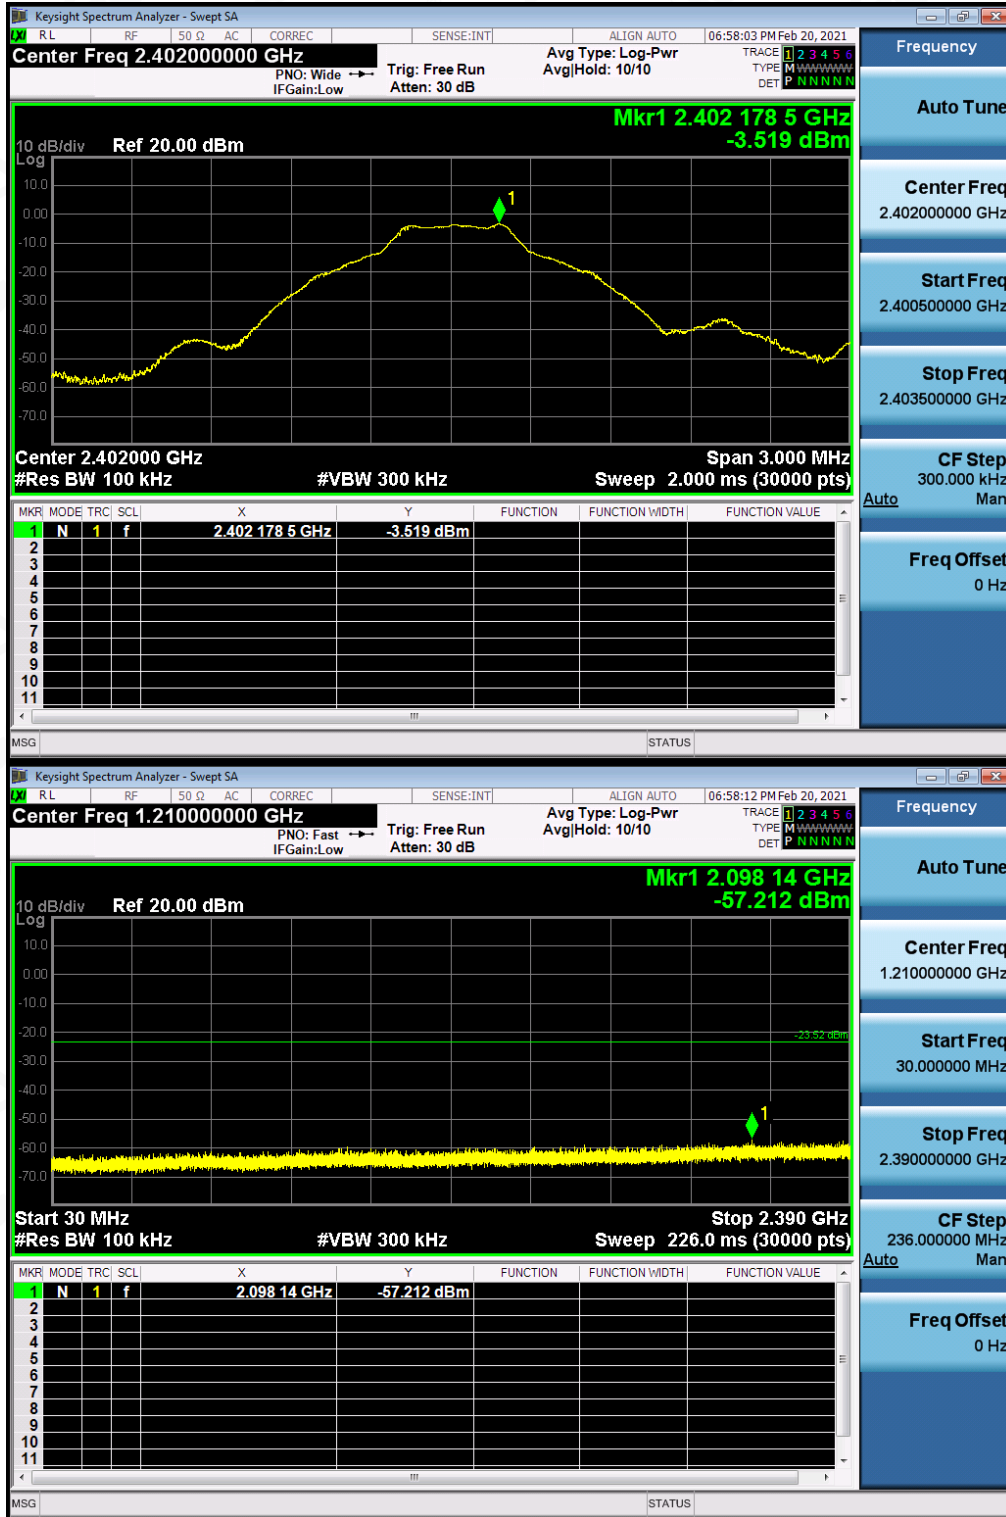 Keysight Spectrum Analyzer - Swept SA
LXI RL RF 50 Ω AC CORREC SENSE:INT ALIGN AUTO 06:58:03 PM Feb 20, 2021
Center Freq 2.402000000 GHz
PNO: Wide
IFGain:Low
Trig: Free Run
Atten: 30 dB
Avg Type: Log-Pwr
Avg|Hold: 10/10
TRACE 1 2 3 4 5 6
TYPE M WWWWW
DET P N N N N N
Mkr1 2.402 178 5 GHz
-3.519 dBm
10 dB/div Ref 20.00 dBm
Log
10.0
0.00
-10.0
-20.0
-30.0
-40.0
-50.0
-60.0
-70.0
1
Center 2.402000 GHz Span 3.000 MHz
#Res BW 100 kHz #VBW 300 kHz Sweep 2.000 ms (30000 pts)
MKR MODE TRC SCL X Y FUNCTION FUNCTION WIDTH FUNCTION VALUE
1 N 1 f 2.402 178 5 GHz -3.519 dBm
2
3
4
5
6
7
8
9
10
11
MSG STATUS
Frequency
Auto Tune
Center Freq
2.402000000 GHz
Start Freq
2.400500000 GHz
Stop Freq
2.403500000 GHz
CF Step
300.000 kHz
Auto Man
Freq Offset
0 Hz
Keysight Spectrum Analyzer - Swept SA
LXI RL RF 50 Ω AC CORREC SENSE:INT ALIGN AUTO 06:58:12 PM Feb 20, 2021
Center Freq 1.210000000 GHz
PNO: Fast
IFGain:Low
Trig: Free Run
Atten: 30 dB
Avg Type: Log-Pwr
Avg|Hold: 10/10
TRACE 1 2 3 4 5 6
TYPE M WWWWW
DET P N N N N N
Mkr1 2.098 14 GHz
-57.212 dBm
10 dB/div Ref 20.00 dBm
Log
10.0
0.00
-10.0
-20.0
-30.0
-40.0
-50.0
-60.0
-70.0
-23.52 dBm
1
Start 30 MHz Stop 2.390 GHz
#Res BW 100 kHz #VBW 300 kHz Sweep 226.0 ms (30000 pts)
MKR MODE TRC SCL X Y FUNCTION FUNCTION WIDTH FUNCTION VALUE
1 N 1 f 2.098 14 GHz -57.212 dBm
2
3
4
5
6
7
8
9
10
11
MSG STATUS
Frequency
Auto Tune
Center Freq
1.210000000 GHz
Start Freq
30.000000 MHz
Stop Freq
2.390000000 GHz
CF Step
236.000000 MHz
Auto Man
Freq Offset
0 Hz